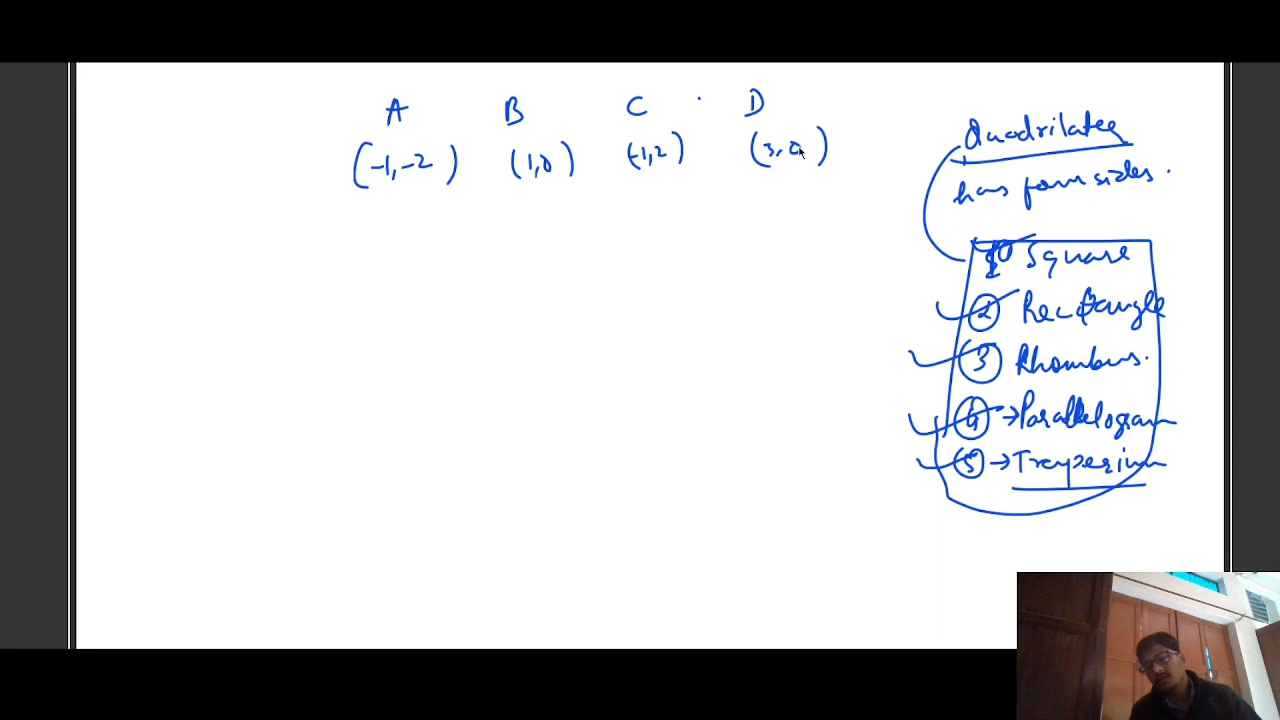 A B C D
(-1,-2) (1,0) (-1,2) (3,0)
Quadrilateg
has four sides.
① Square
② Rectangle
③ Rhombus.
④ → Parallelogram
⑤ → Trapezium